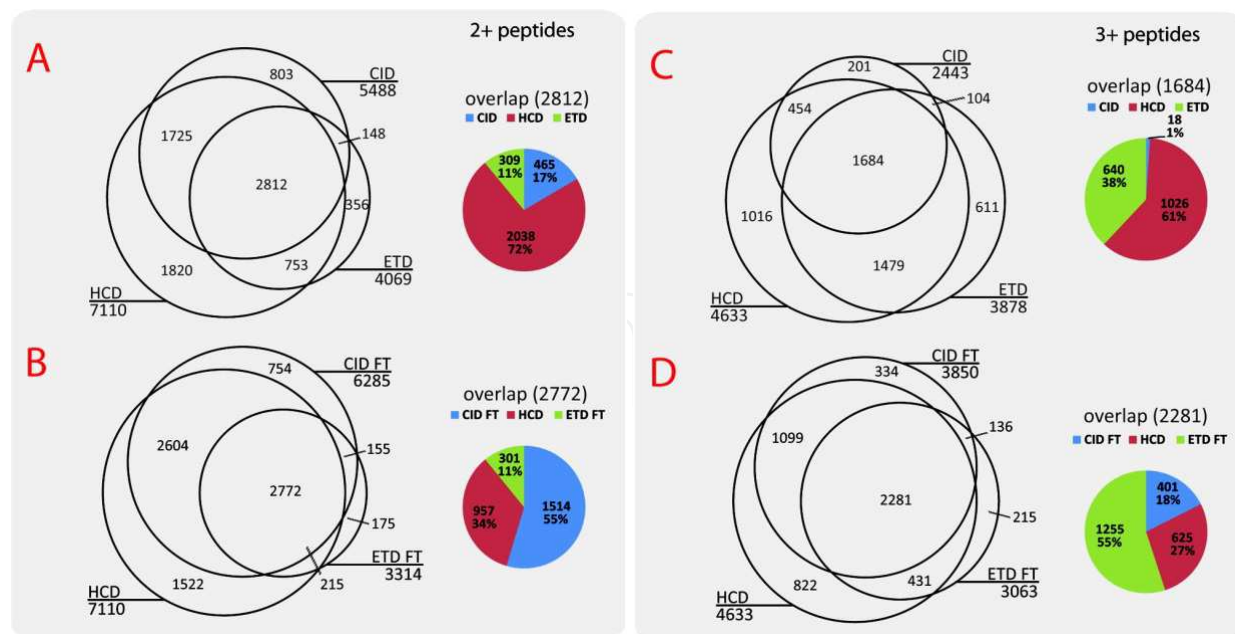 2+ peptides
A
803
CID
5488
1725
148
2812
356
753
1820
ETD
4069
HCD
7110
overlap (2812)
CID HCD ETD
309
11%
465
17%
2038
72%
B
754
CID FT
6285
2604
155
2772
175
ETD FT
3314
215
1522
HCD
7110
overlap (2772)
CID FT HCD ETD FT
301
11%
957
34%
1514
55%
3+ peptides
C
201
CID
2443
454
104
1684
1016
611
1479
HCD
4633
ETD
3878
overlap (1684)
CID HCD ETD
18
1%
640
38%
1026
61%
D
334
CID FT
3850
1099
136
2281
215
431
822
ETD FT
3063
HCD
4633
overlap (2281)
CID FT HCD ETD FT
401
18%
1255
55%
625
27%